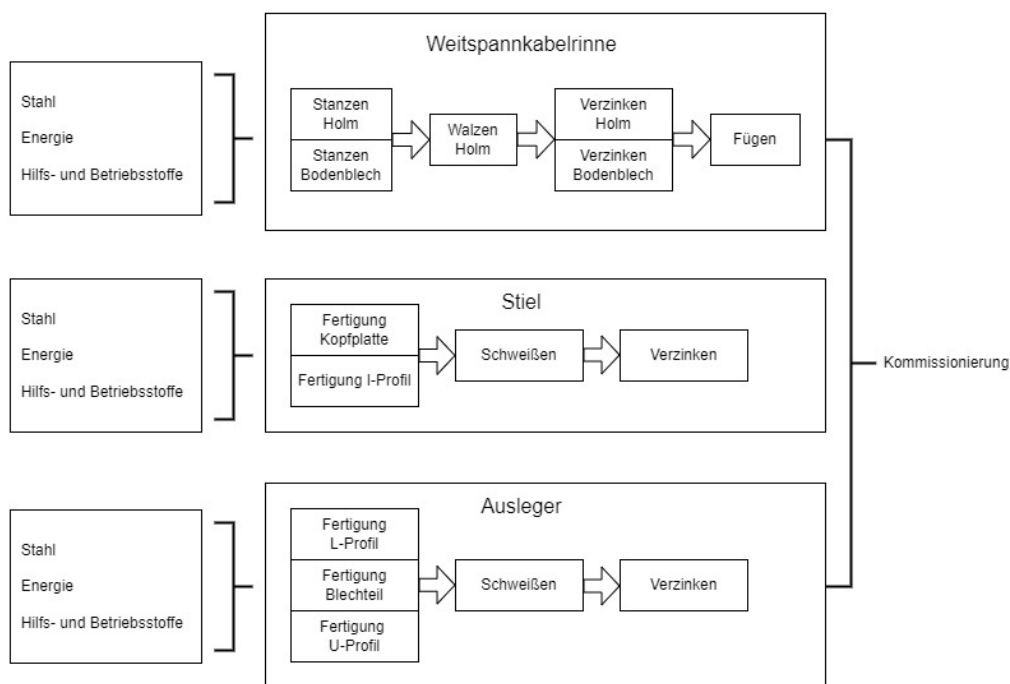 Weitspannkabelrinne
Stahl
Energie
Hilfs- und Betriebsstoffe
Stanzen
Holm
Stanzen
Bodenblech
Walzen
Holm
Verzinken
Holm
Verzinken
Bodenblech
Fügen
Stiel
Stahl
Energie
Hilfs- und Betriebsstoffe
Fertigung
Kopfplatte
Fertigung I-Profil
Schweißen
Verzinken
Kommissionierung
Ausleger
Stahl
Energie
Hilfs- und Betriebsstoffe
Fertigung
L-Profil
Fertigung
Blechteil
Fertigung
U-Profil
Schweißen
Verzinken